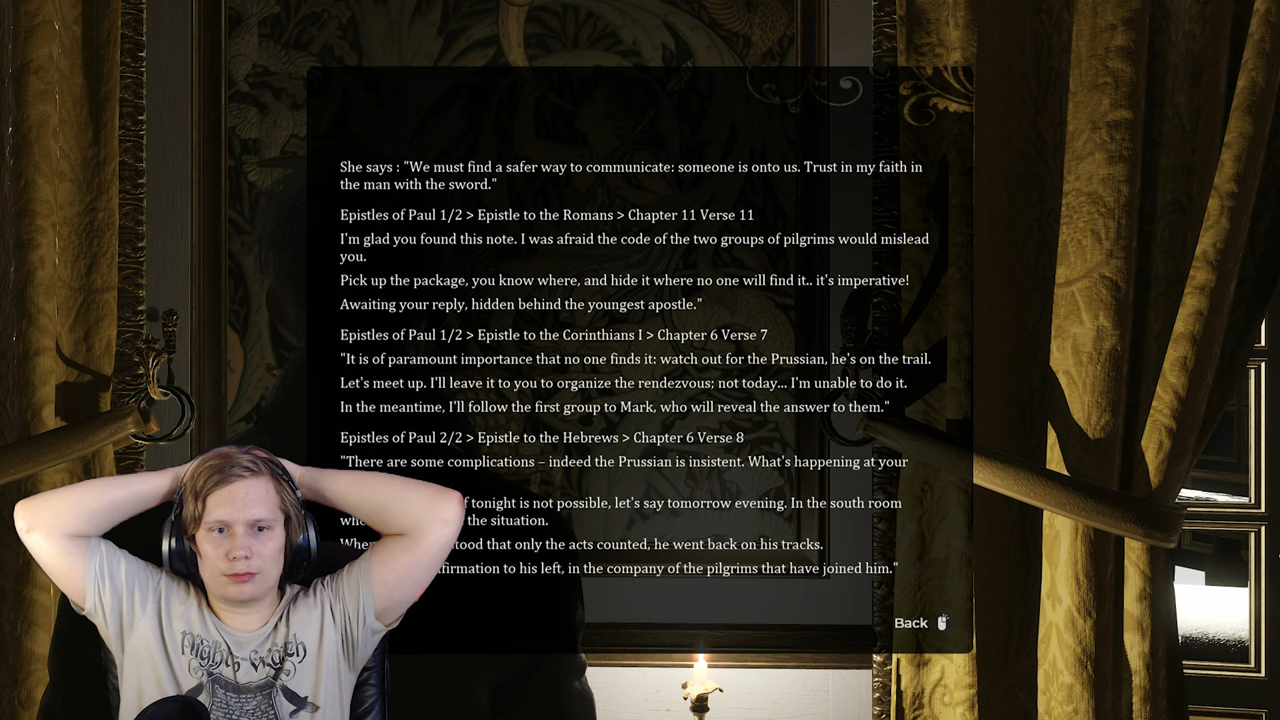 She says : "We must find a safer way to communicate: someone is onto us. Trust in my faith in
the man with the sword."
Epistles of Paul 1/2 > Epistle to the Romans > Chapter 11 Verse 11
I'm glad you found this note. I was afraid the code of the two groups of pilgrims would mislead
you.
Pick up the package, you know where, and hide it where no one will find it.. it's imperative!
Awaiting your reply, hidden behind the youngest apostle."
Epistles of Paul 1/2 > Epistle to the Corinthians I > Chapter 6 Verse 7
"It is of paramount importance that no one finds it: watch out for the Prussian, he's on the trail.
Let's meet up. I'll leave it to you to organize the rendezvous; not today... I'm unable to do it.
In the meantime, I'll follow the first group to Mark, who will reveal the answer to them."
Epistles of Paul 2/2 > Epistle to the Hebrews > Chapter 6 Verse 8
"There are some complications – indeed the Prussian is insistent. What's happening at your
tonight is not possible, let's say tomorrow evening. In the south room
the situation.
that only the acts counted, he went back on his tracks.
to his left, in the company of the pilgrims that have joined him."
Back
Night's Watch